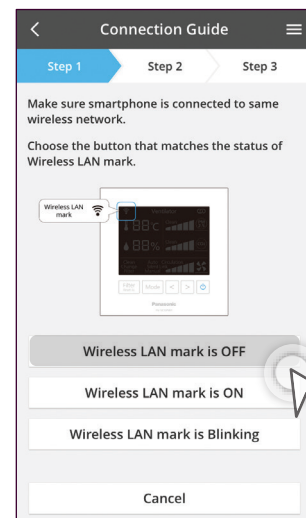 Connection Guide
Step 1 Step 2 Step 3
Make sure smartphone is connected to same
wireless network.
Choose the button that matches the status of
Wireless LAN mark.
Wireless LAN
mark
88°C
88%
Mode < >
Panasonic
Wireless LAN mark is OFF
Wireless LAN mark is ON
Wireless LAN mark is Blinking
Cancel